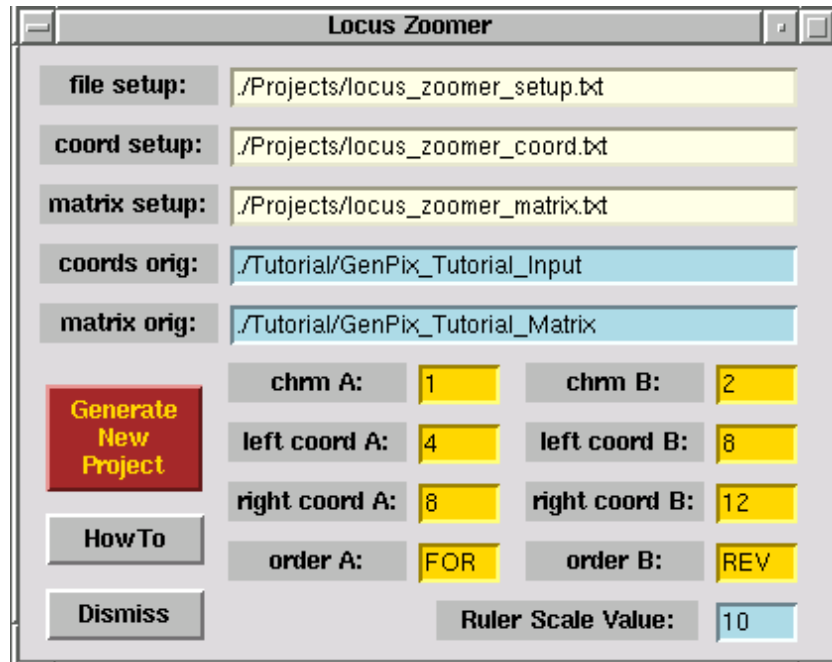 Locus Zoomer
file setup: ./Projects/locus_zoomer_setup.txt
coord setup: ./Projects/locus_zoomer_coord.txt
matrix setup: ./Projects/locus_zoomer_matrix.txt
coords orig: ./Tutorial/GenPix_Tutorial_Input
matrix orig: ./Tutorial/GenPix_Tutorial_Matrix
chrm A: 1 chrm B: 2
Generate
New
Project
left coord A: 4 left coord B: 8
right coord A: 8 right coord B: 12
HowTo
order A: FOR order B: REV
Dismiss
Ruler Scale Value: 10